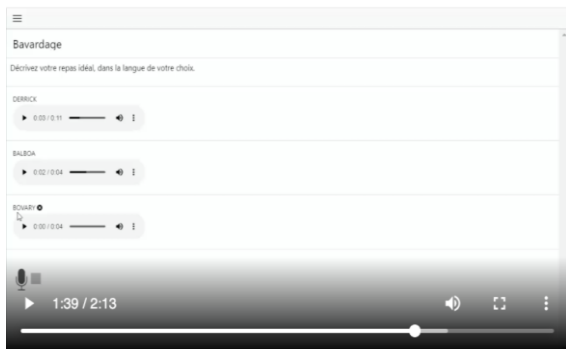 Bavardaqe
Décrivez votre repas idéal, dans la langue de votre choix.
DERRICK
0:03 / 0:11
BALBOA
0:02 / 0:04
BOVARY
0:00 / 0:04
1:39 / 2:13